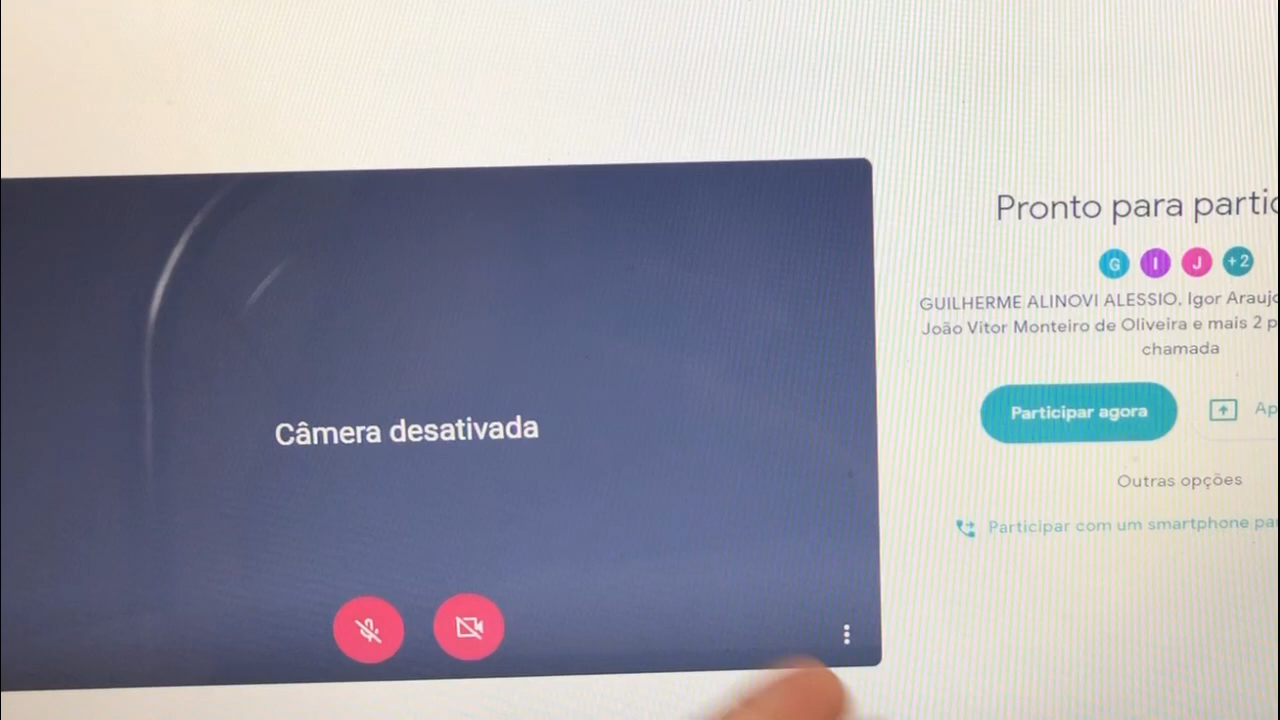 Câmera desativada
Pronto para partic
G I J +2
GUILHERME ALINOVI ALESSIO, Igor Araujo
João Vitor Monteiro de Oliveira e mais 2 p
chamada
Participar agora
Ap
Outras opções
Participar com um smartphone pa